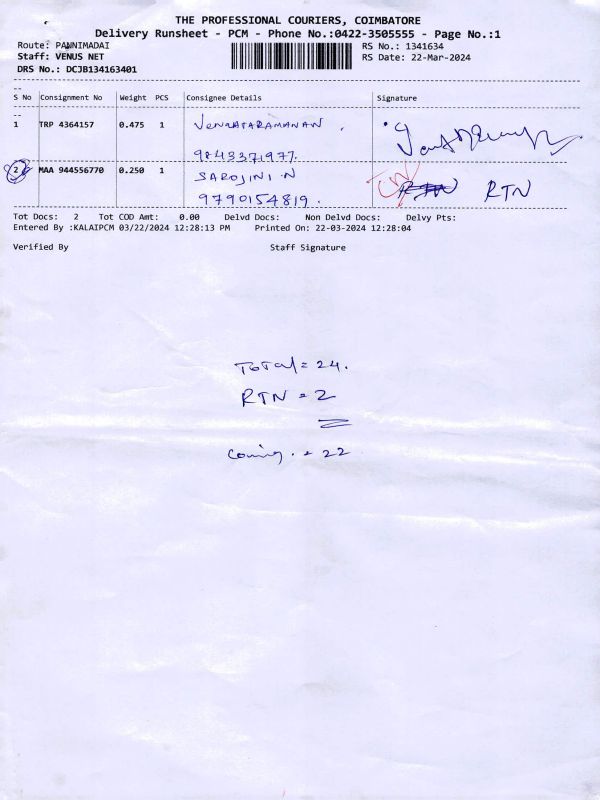 THE PROFESSIONAL COURIERS, COIMBATORE
Delivery Runsheet - PCM - Phone No.:0422-3505555 - Page No.:1
Route: PANNIMADAI
RS No.: 1341634
Staff: VENUS NET
RS Date: 22-Mar-2024
DRS No.: DCJB134163401
S No Consignment No Weight PCS Consignee Details Signature
1 TRP 4364157 0.475 1 VENGATARAMANAN
9843371977.
2 MAA 944556770 0.250 1 SAROJINI N RTN RTN
9790154819.
Tot Docs: 2 Tot COD Amt: 0.00 Delvd Docs: Non Delvd Docs: Delvy Pts:
Entered By :KALAIPCM 03/22/2024 12:28:13 PM Printed On: 22-03-2024 12:28:04
Verified By Staff Signature
Total = 24.
RTN = 2
Coming . = 22